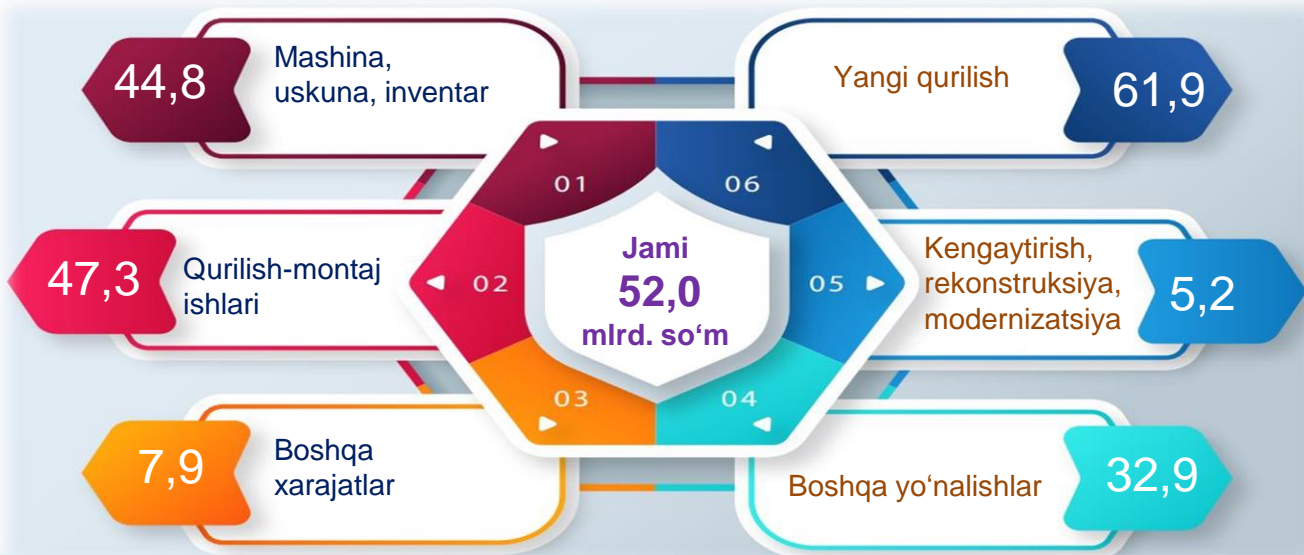 44,8
Mashina,
uskuna, inventar
Yangi qurilish
61,9
01
06
47,3
Qurilish-montaj
ishlari
02
Jami
52,0
mlrd. so‘m
05
Kengaytirish,
rekonstruksiya,
modernizatsiya
5,2
03
04
7,9
Boshqa
xarajatlar
Boshqa yo‘nalishlar
32,9